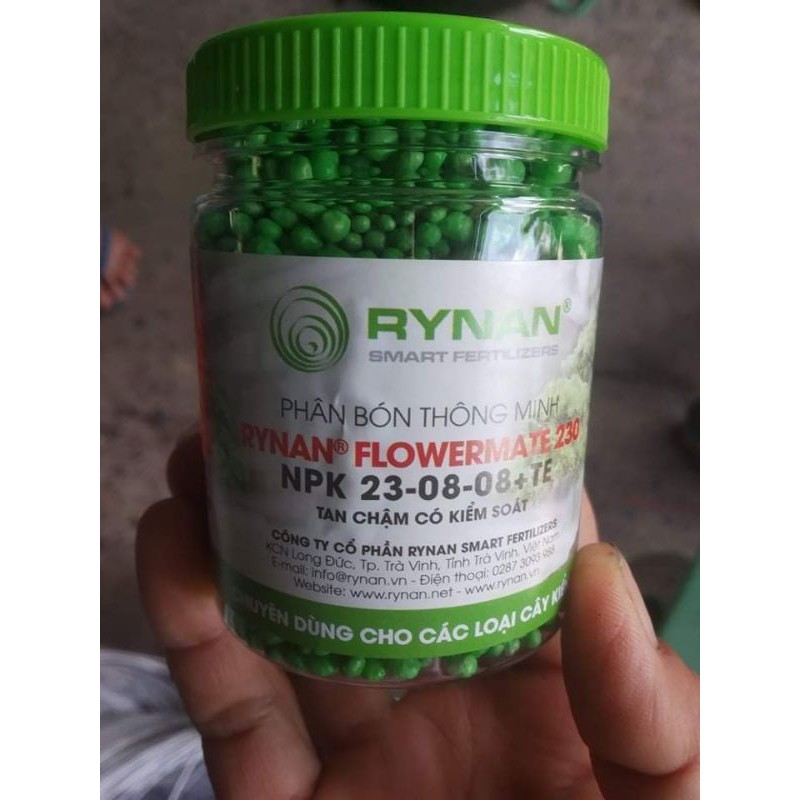 RYNAN®
SMART FERTILIZERS
PHÂN BÓN THÔNG MINH
RYNAN® FLOWERMATE 230
NPK 23-08-08+TE
TAN CHẬM CÓ KIỂM SOÁT
CÔNG TY CỔ PHẦN RYNAN SMART FERTILIZERS
KCN Long Đức, Tp. Trà Vinh, Tỉnh Trà Vinh, Việt Nam
E-mail: info@rynan.vn - Điện thoại: 0287 3093 988
Website: www.rynan.net - www.rynan.vn
DÙNG CHO CÁC LOẠI CÂY